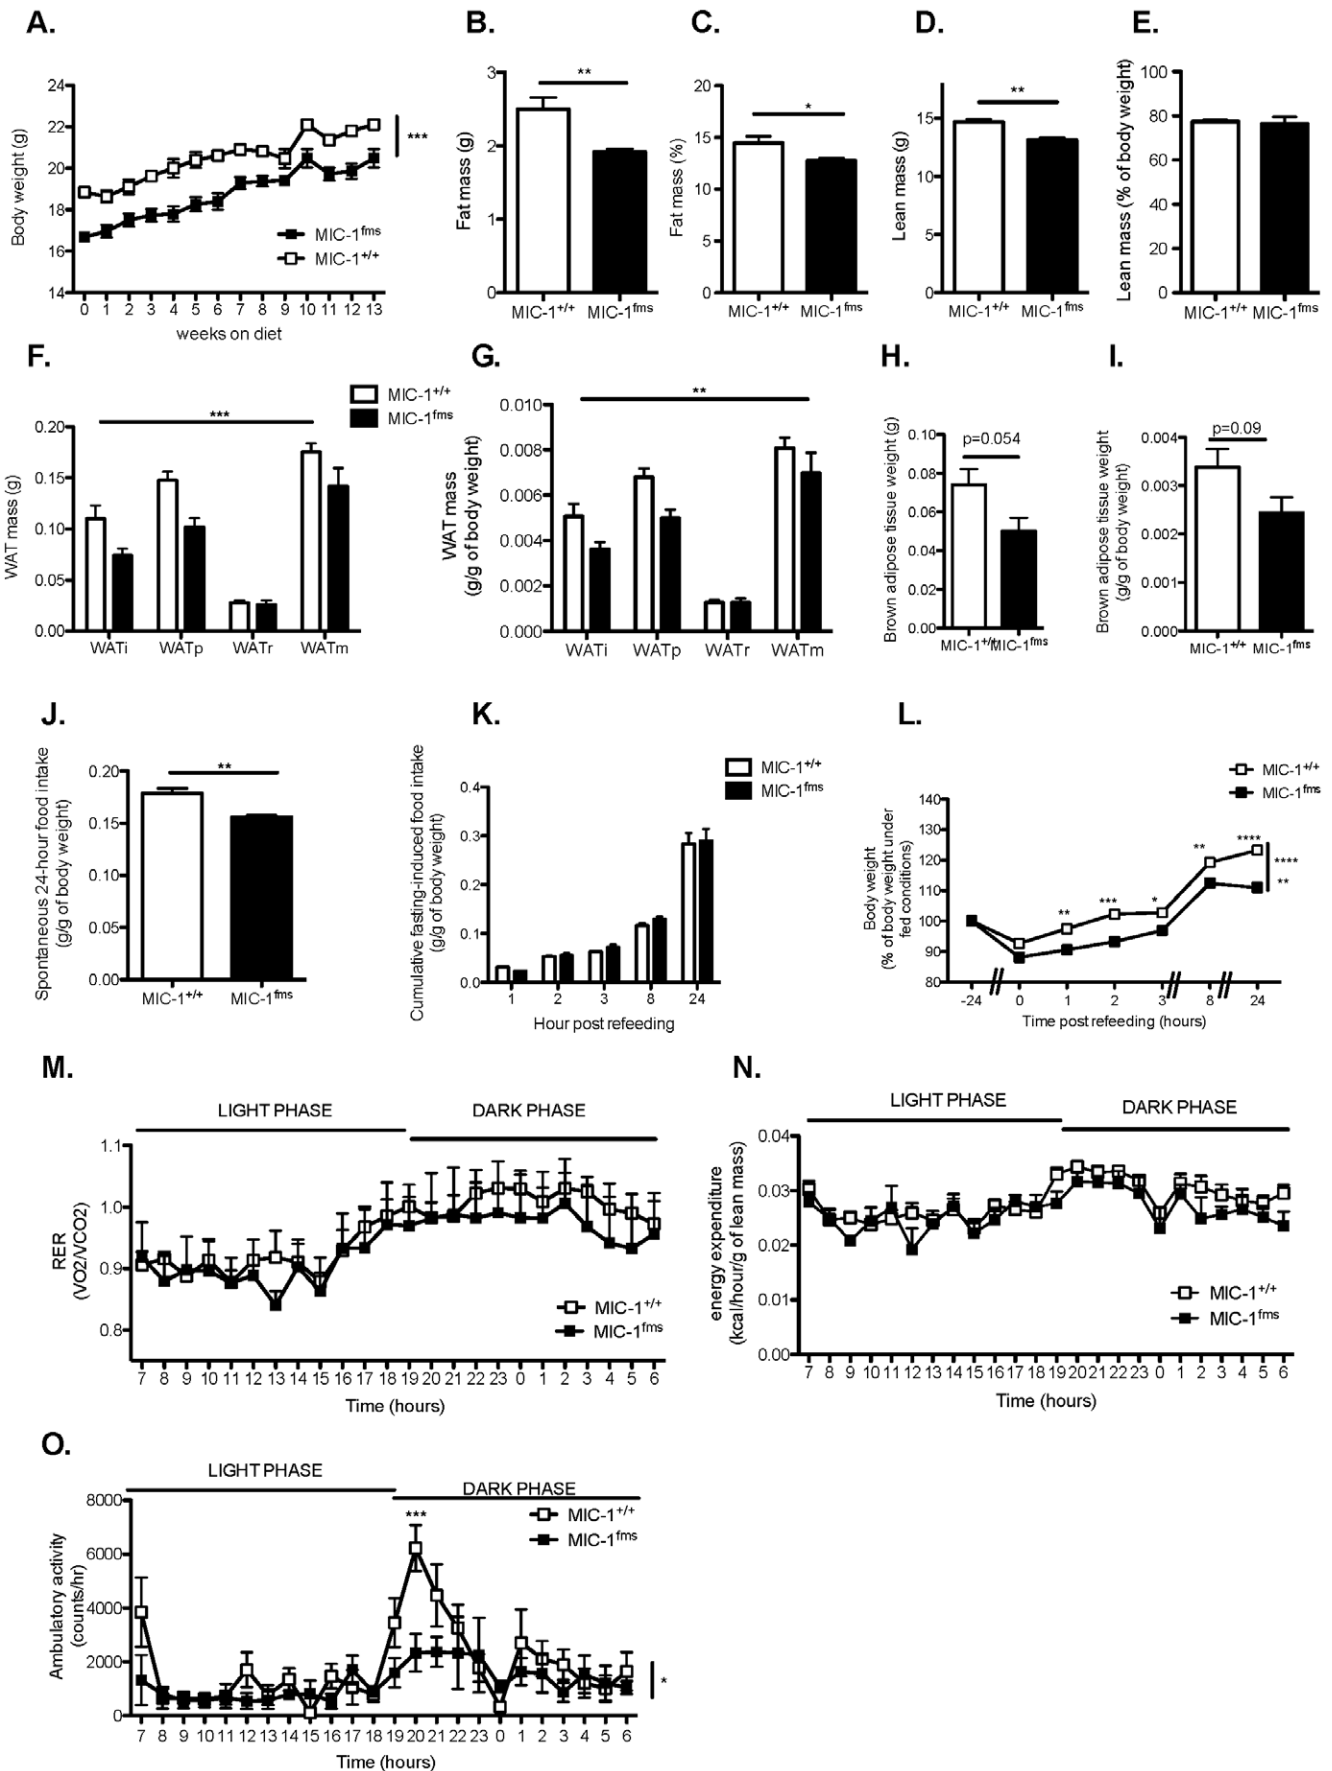 A.
B.
C.
D.
E.
Body weight (g)
24
22
20
18
16
14
***
MIC-1fms
MIC-1+/+
0 1 2 3 4 5 6 7 8 9 10 11 12 13
weeks on diet
Fat mass (g)
3
2
1
0
**
MIC-1+/+ MIC-1fms
Fat mass (%)
20
15
10
5
0
*
MIC-1+/+ MIC-1fms
Lean mass (g)
15
10
5
0
**
MIC-1+/+ MIC-1fms
Lean mass (% of body weight)
100
80
60
40
20
0
MIC-1+/+ MIC-1fms
F.
G.
H.
I.
MIC-1+/+
MIC-1fms
WAT mass (g)
0.20
0.15
0.10
0.05
0.00
***
WATi WATp WATr WATm
WAT mass
(g/g of body weight)
0.010
0.008
0.006
0.004
0.002
0.000
**
WATi WATp WATr WATm
Brown adipose tissue weight (g)
0.10
0.08
0.06
0.04
0.02
0.00
p=0.054
MIC-1+/+ MIC-1fms
Brown adipose tissue weight
(g/g of body weight)
0.004
0.003
0.002
0.001
0.000
p=0.09
MIC-1+/+ MIC-1fms
J.
K.
L.
Spontaneous 24-hour food intake
(g/g of body weight)
0.20
0.15
0.10
0.05
0.00
**
MIC-1+/+ MIC-1fms
Cumulative fasting-induced food intake
(g/g of body weight)
0.4
0.3
0.2
0.1
0.0
MIC-1+/+
MIC-1fms
1 2 3 8 24
Hour post refeeding
MIC-1+/+
MIC-1fms
Body weight
(% of body weight under
fed conditions)
140
130
120
110
100
90
80
** *** * ** ****
****
**
-24 0 1 2 3 8 24
Time post refeeding (hours)
M.
N.
LIGHT PHASE
DARK PHASE
RER
(VO2/VCO2)
1.1
1.0
0.9
0.8
MIC-1+/+
MIC-1fms
7 8 9 10 11 12 13 14 15 16 17 18 19 20 21 22 23 0 1 2 3 4 5 6
Time (hours)
LIGHT PHASE
DARK PHASE
energy expenditure
(kcal/hour/g of lean mass)
0.04
0.03
0.02
0.01
0.00
MIC-1+/+
MIC-1fms
7 8 9 10 11 12 13 14 15 16 17 18 19 20 21 22 23 0 1 2 3 4 5 6
Time (hours)
O.
LIGHT PHASE
DARK PHASE
Ambulatory activity
(counts/hr)
8000
6000
4000
2000
0
***
MIC-1+/+
MIC-1fms
*
7 8 9 10 11 12 13 14 15 16 17 18 19 20 21 22 23 0 1 2 3 4 5 6
Time (hours)